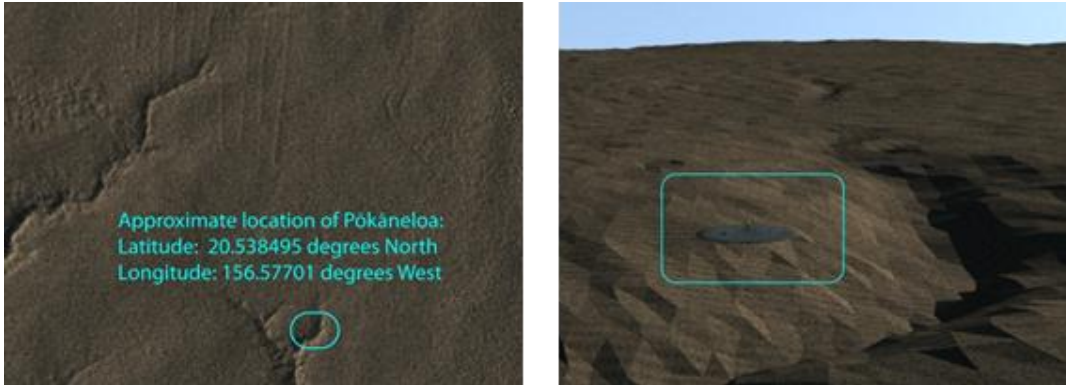 Approximate location of Pōkāneloa:
Latitude:  20.538495 degrees North
Longitude: 156.57701 degrees West